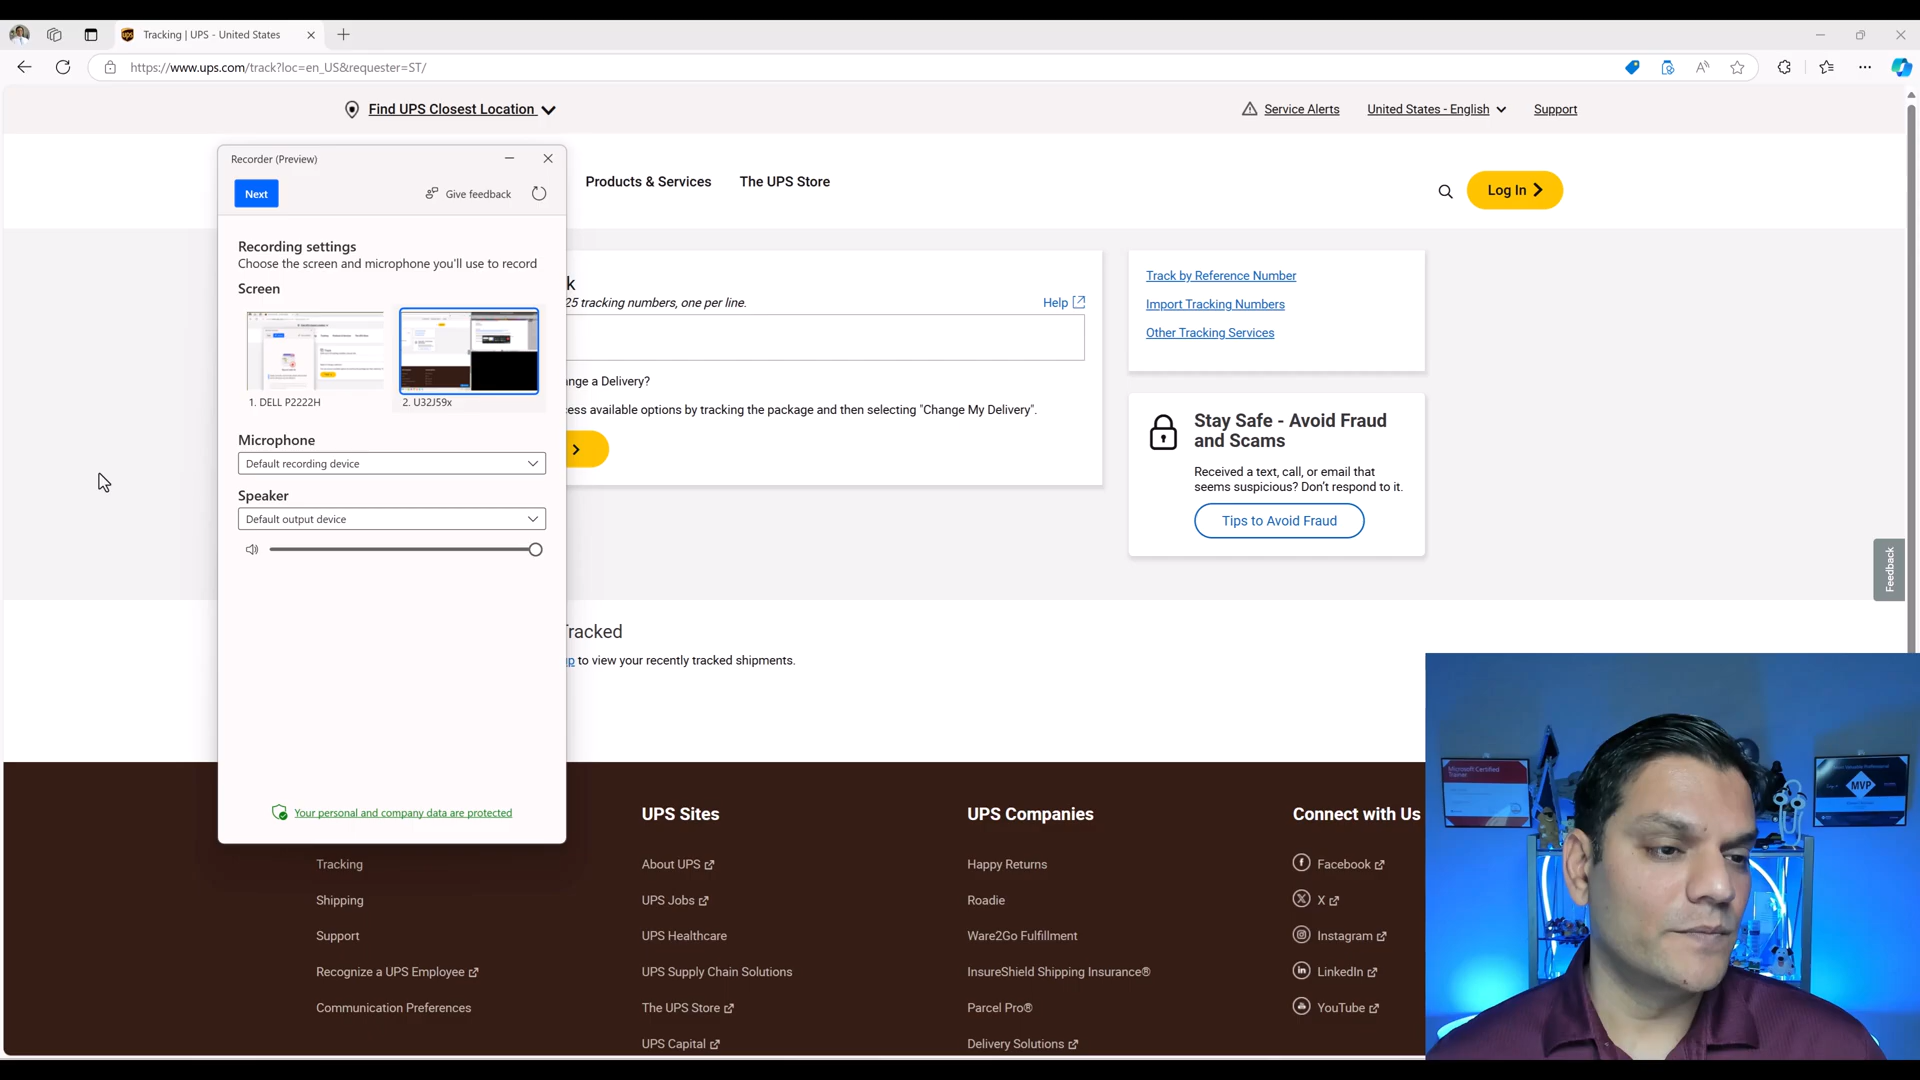 Tracking | UPS - United States
https://www.ups.com/track?loc=en_US&requester=ST/
Find UPS Closest Location
Service Alerts
United States - English
Support
Products & Services
The UPS Store
Log In
Recorder (Preview)
Next
Give feedback
Recording settings
Choose the screen and microphone you'll use to record
Screen
1. DELL P2222H
2. U32J59x
Microphone
Default recording device
Speaker
Default output device
Your personal and company data are protected
k
25 tracking numbers, one per line.
Help
nge a Delivery?
ess available options by tracking the package and then selecting "Change My Delivery".
Track by Reference Number
Import Tracking Numbers
Other Tracking Services
Stay Safe - Avoid Fraud
and Scams
Received a text, call, or email that
seems suspicious? Don't respond to it.
Tips to Avoid Fraud
Feedback
Tracked
up to view your recently tracked shipments.
Tracking
Shipping
Support
Recognize a UPS Employee
Communication Preferences
UPS Sites
About UPS
UPS Jobs
UPS Healthcare
UPS Supply Chain Solutions
The UPS Store
UPS Capital
UPS Companies
Happy Returns
Roadie
Ware2Go Fulfillment
InsureShield Shipping Insurance®
Parcel Pro®
Delivery Solutions
Connect with Us
Facebook
X
Instagram
LinkedIn
YouTube
Microsoft Certified
Trainer
MVP